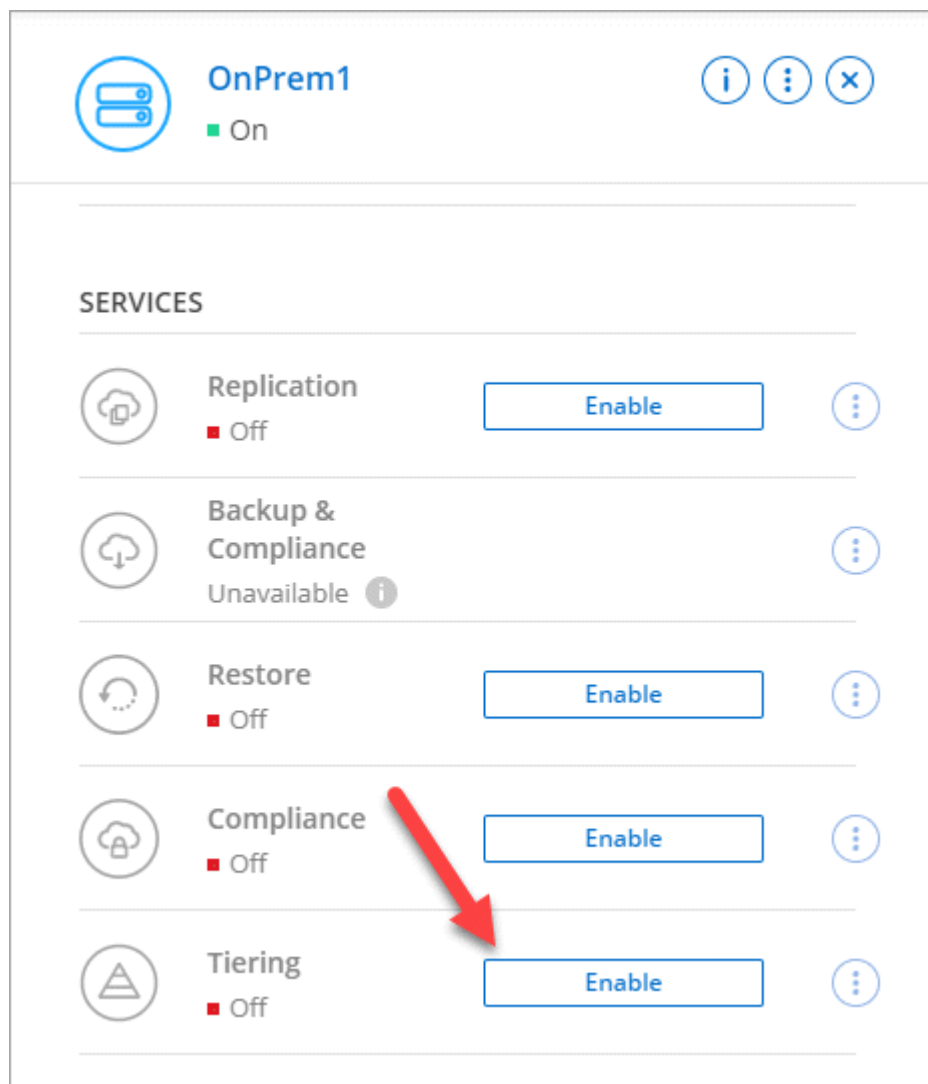 OnPrem1
On
SERVICES
Replication
Off
Enable
Backup &
Compliance
Unavailable
Restore
Off
Enable
Compliance
Off
Enable
Tiering
Off
Enable